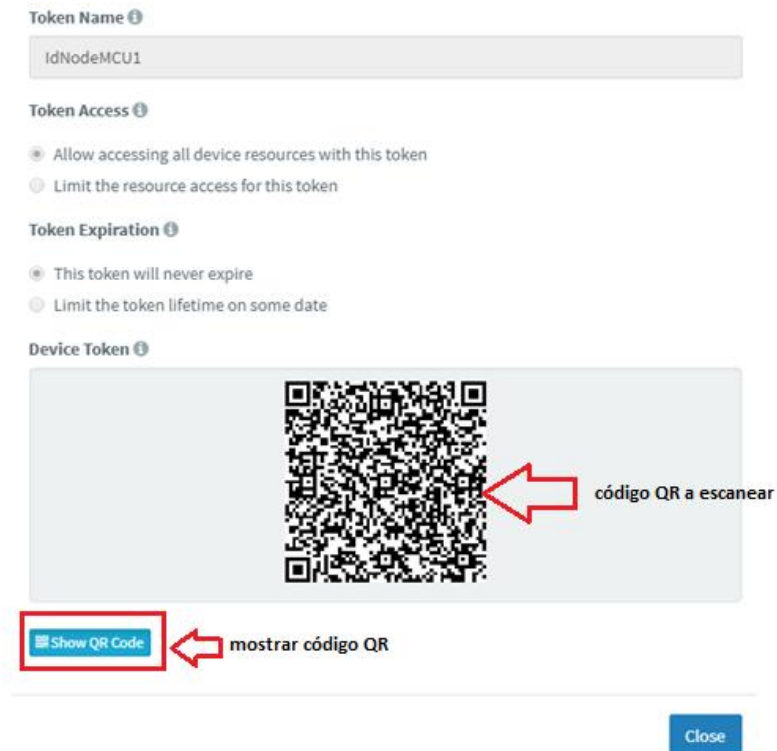 Token Name
IdNodeMCU1
Token Access
Allow accessing all device resources with this token
Limit the resource access for this token
Token Expiration
This token will never expire
Limit the token lifetime on some date
Device Token
código QR a escanear
Show QR Code
mostrar código QR
Close